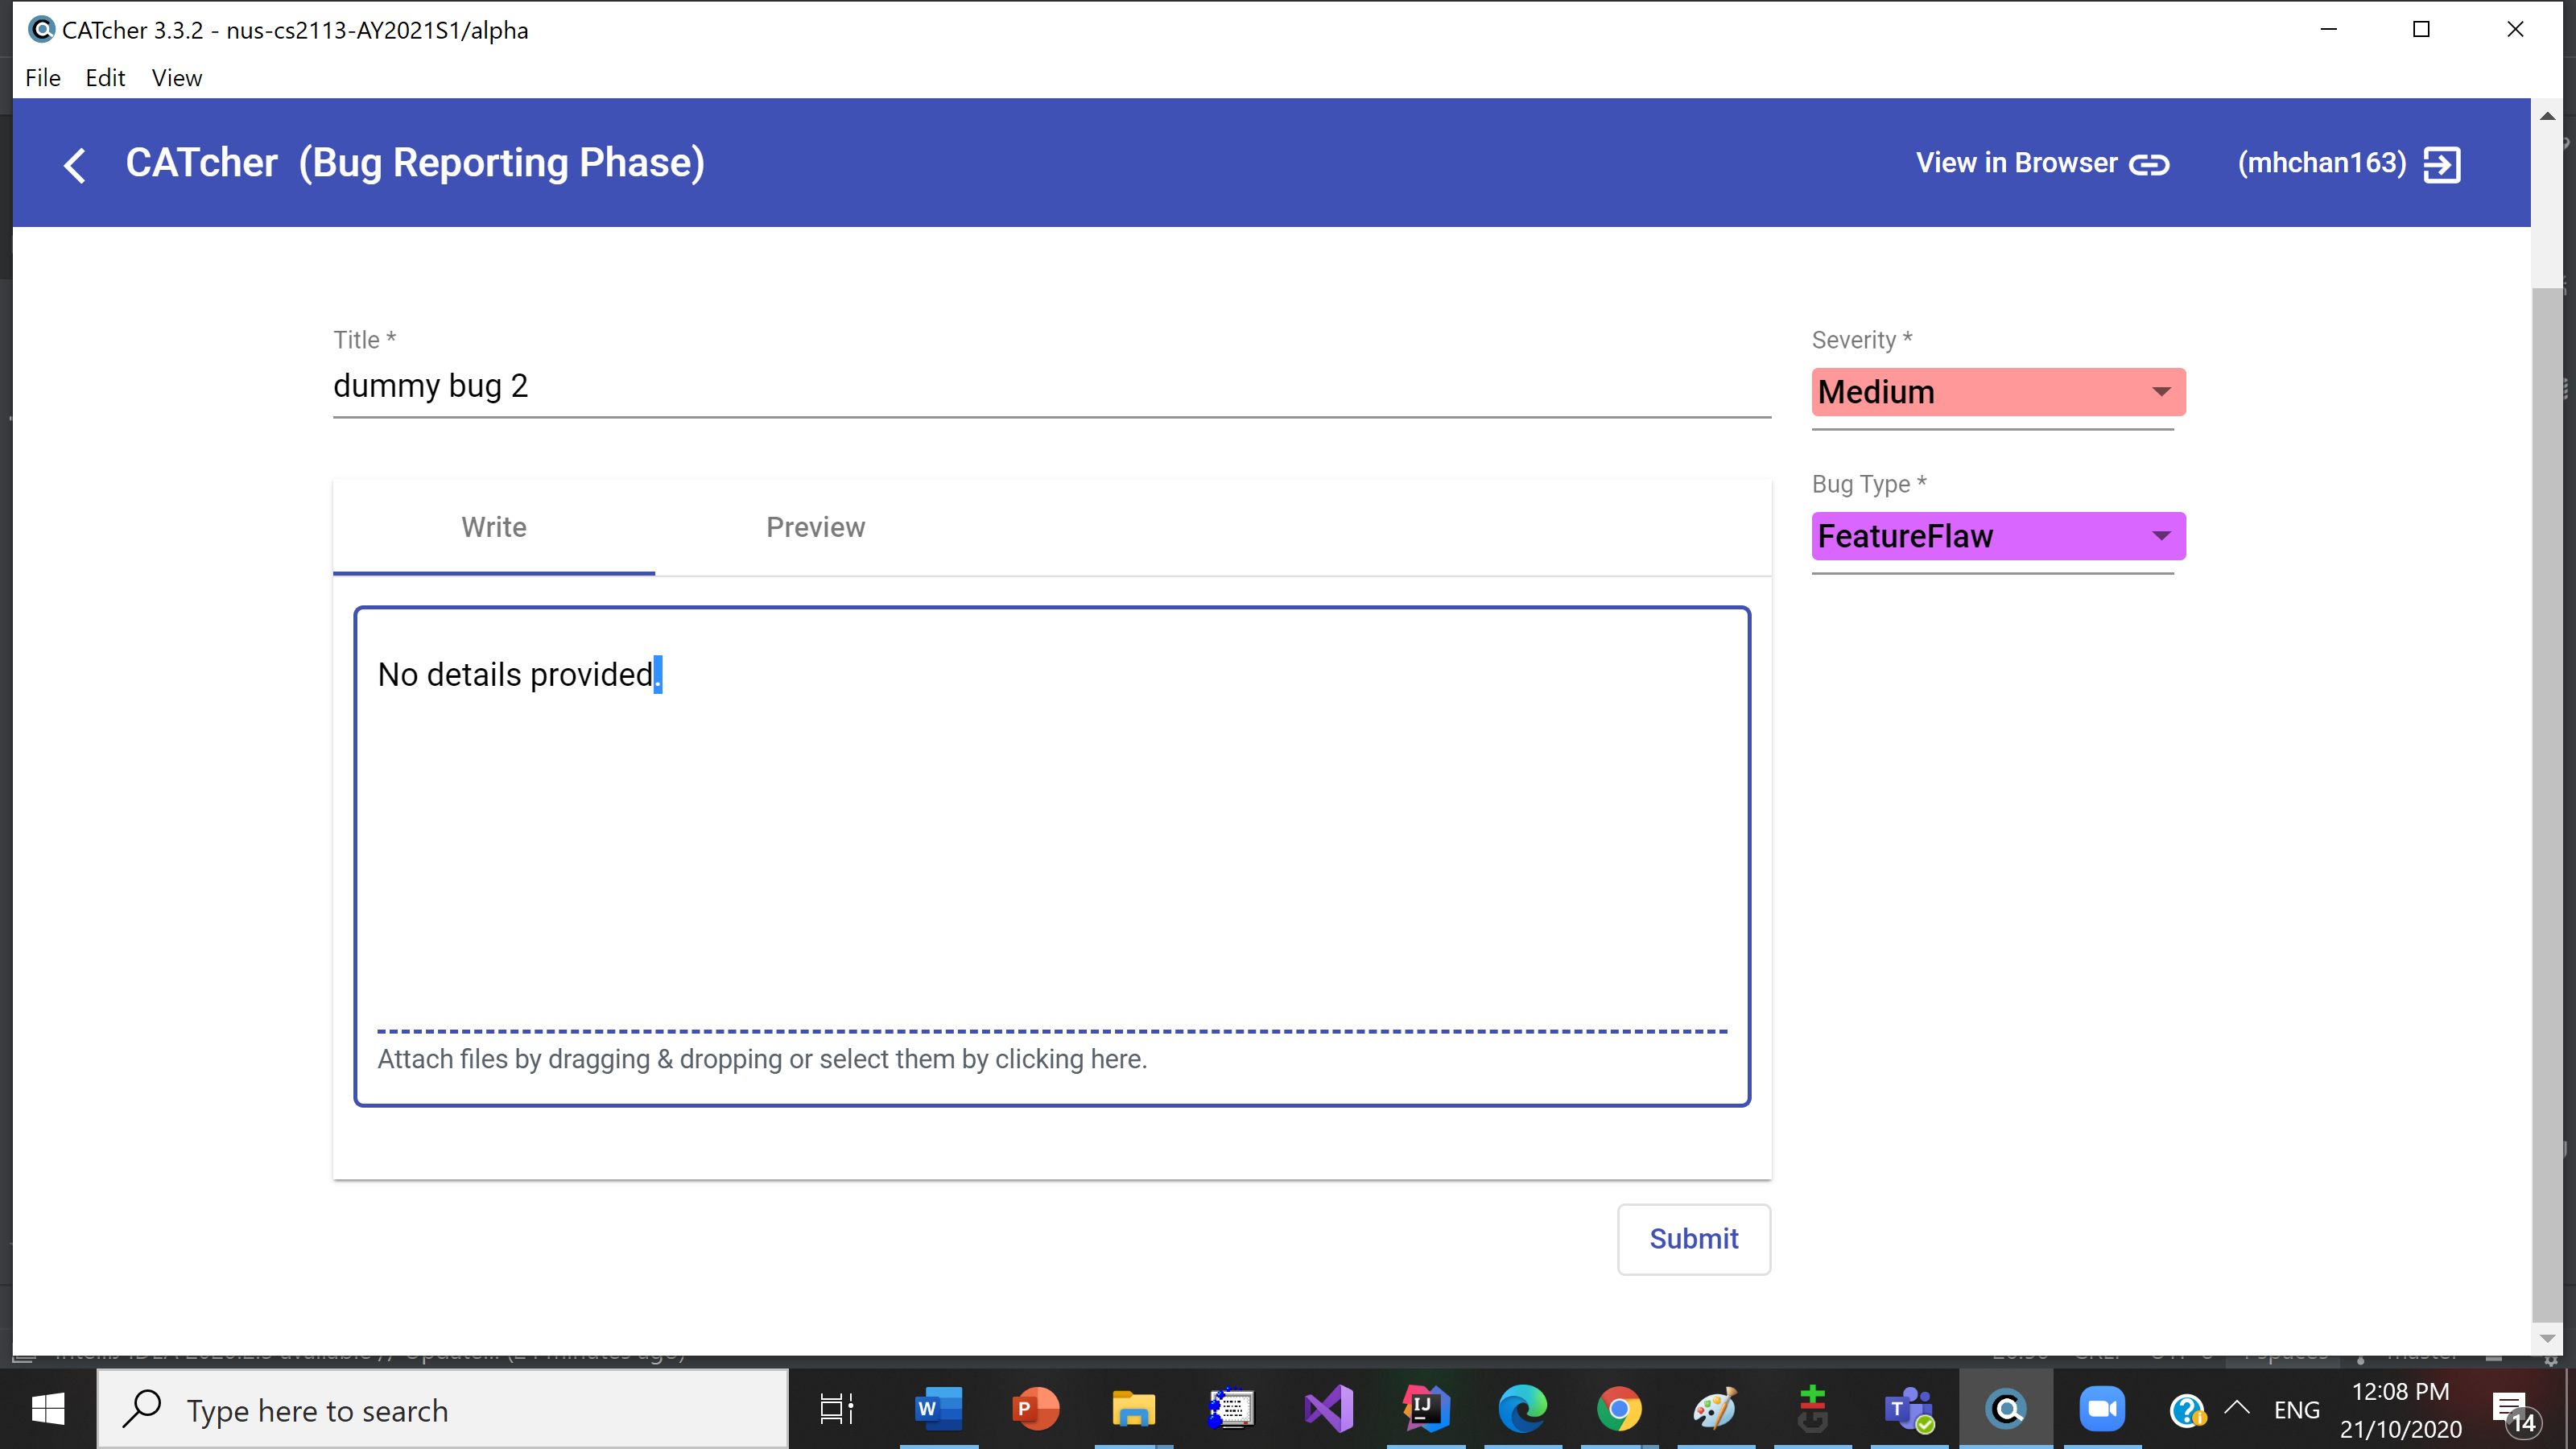 CATcher 3.3.2 - nus-cs2113-AY2021S1/alpha
File Edit View
CATcher (Bug Reporting Phase)
View in Browser
(mhchan163)
Title *
dummy bug 2
Severity *
Medium
Bug Type *
FeatureFlaw
Write Preview
No details provided.
Attach files by dragging & dropping or select them by clicking here.
Submit
Type here to search
ENG
12:08 PM
21/10/2020
14